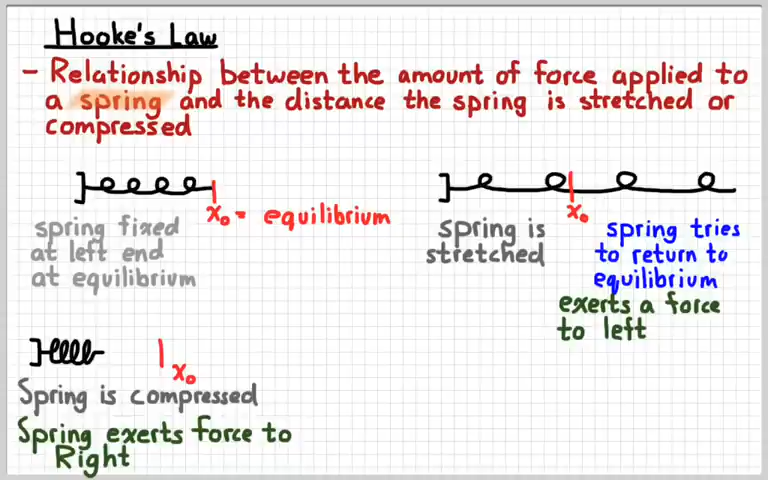 Hooke's Law
- Relationship between the amount of force applied to
a spring and the distance the spring is stretched or
compressed
x₀ = equilibrium
spring fixed
at left end
at equilibrium
x₀
spring is
stretched
spring tries
to return to
equilibrium
exerts a force
to left
x₀
Spring is compressed
Spring exerts force to
Right